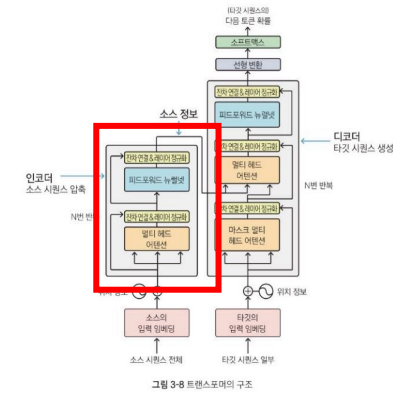 (타깃 시퀀스의)
다음 토큰 확률
소프트맥스
선형 변환
잔차 연결 & 레이어 정규화
피드포워드 뉴럴넷
소스 정보
잔차 연결 & 레이어 정규화
멀티 헤드
어텐션
디코더
타깃 시퀀스 생성
인코더
소스 시퀀스 압축
잔차 연결 & 레이어 정규화
피드포워드 뉴럴넷
N번 반복
N번 반
잔차 연결 & 레이어 정규화
멀티 헤드
어텐션
잔차 연결 & 레이어 정규화
마스크 멀티
헤드 어텐션
위치 정보
위치 정보
소스의
입력 임베딩
타깃의
입력 임베딩
소스 시퀀스 전체
타깃 시퀀스 일부
그림 3-8 트랜스포머의 구조